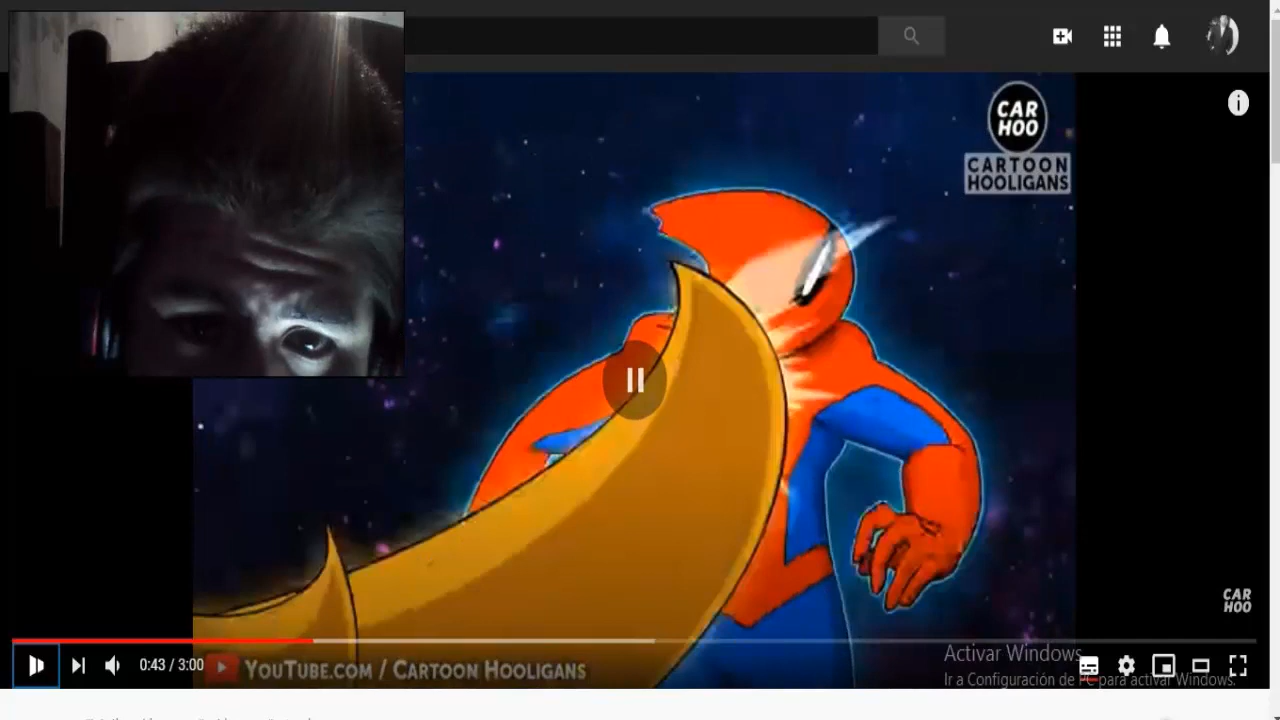 CAR
HOO
CARTOON
HOOLIGANS
CAR
HOO
0:43 / 3:00
YOUTUBE.COM / CARTOON HOOLIGANS
Activar Windows
Ir a Configuración de PC para activar Windows.